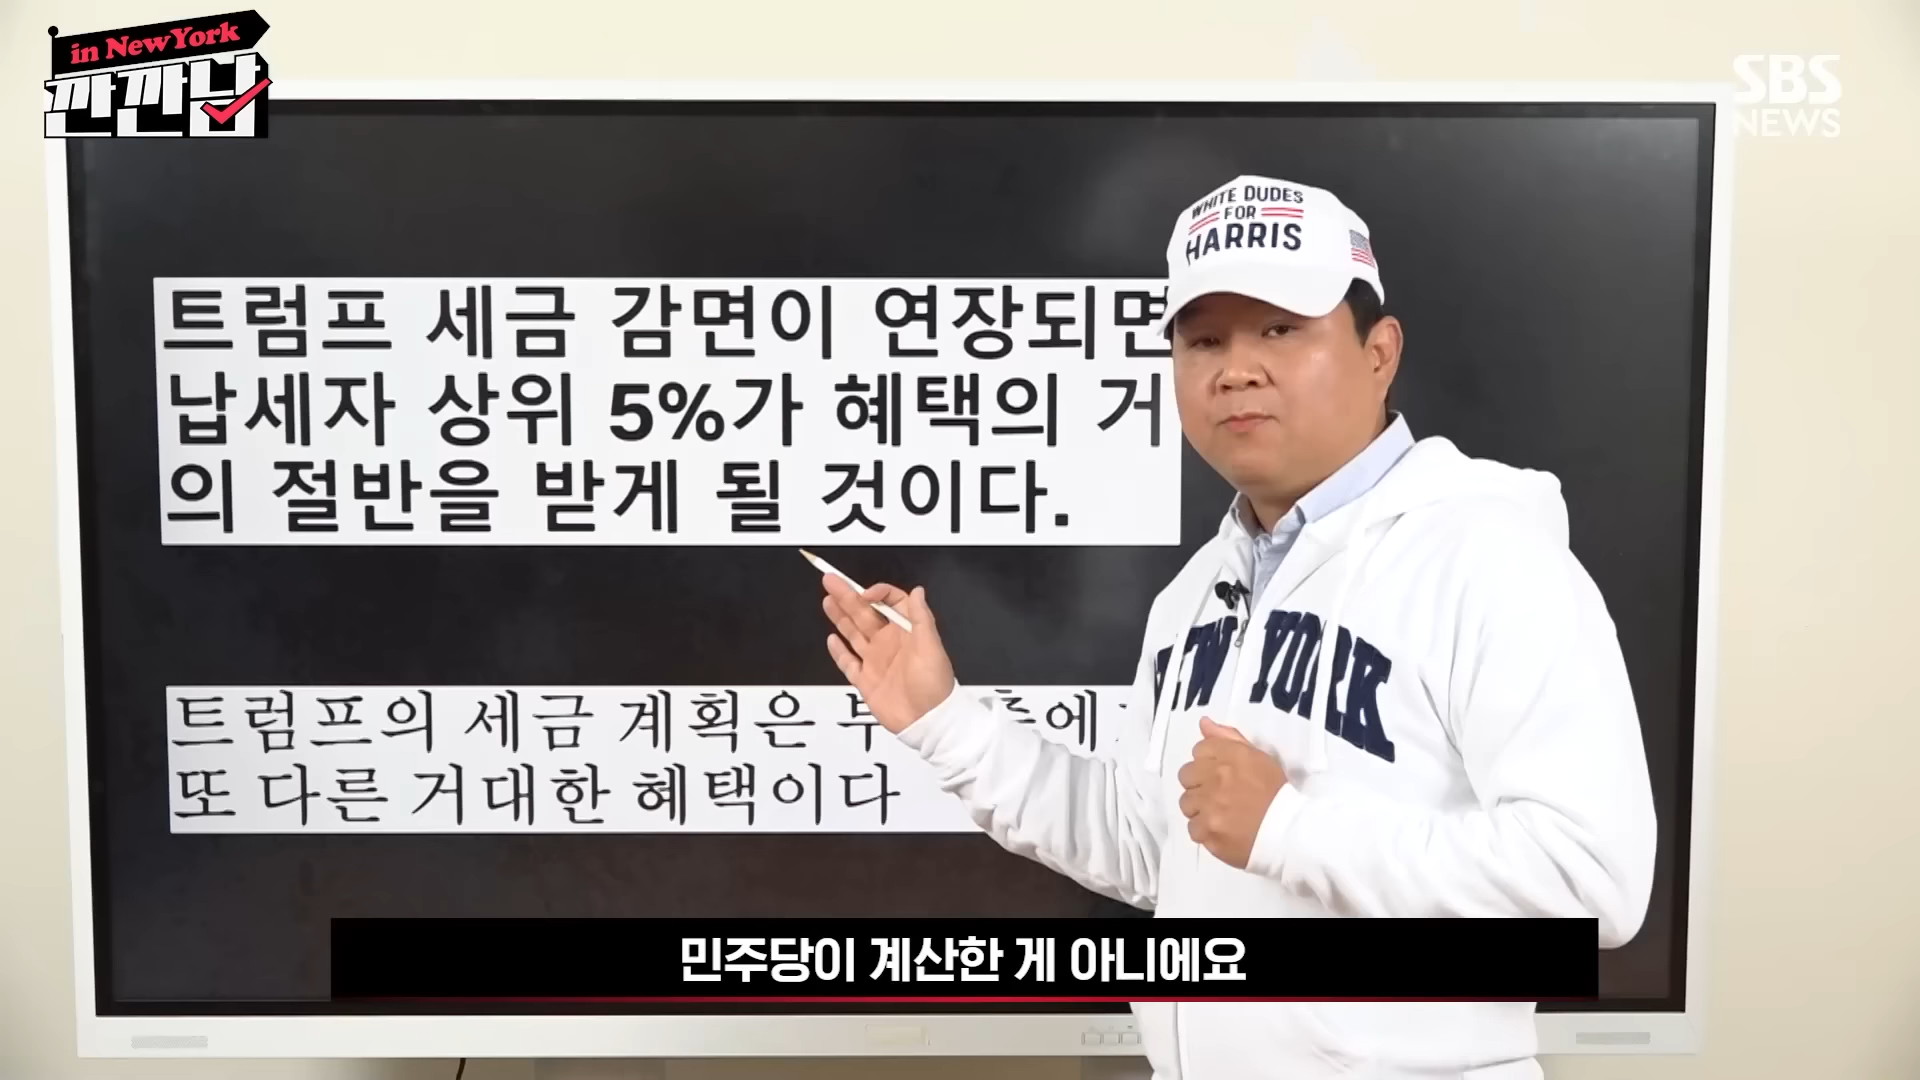 in New York
깐깐남
SBS
NEWS
WHITE DUDES
FOR
HARRIS
트럼프 세금 감면이 연장되면
납세자 상위 5%가 혜택의 거
의 절반을 받게 될 것이다.
트럼프의 세금 계획은
또 다른 거대한 혜택이다
NEW YORK
민주당이 계산한 게 아니에요